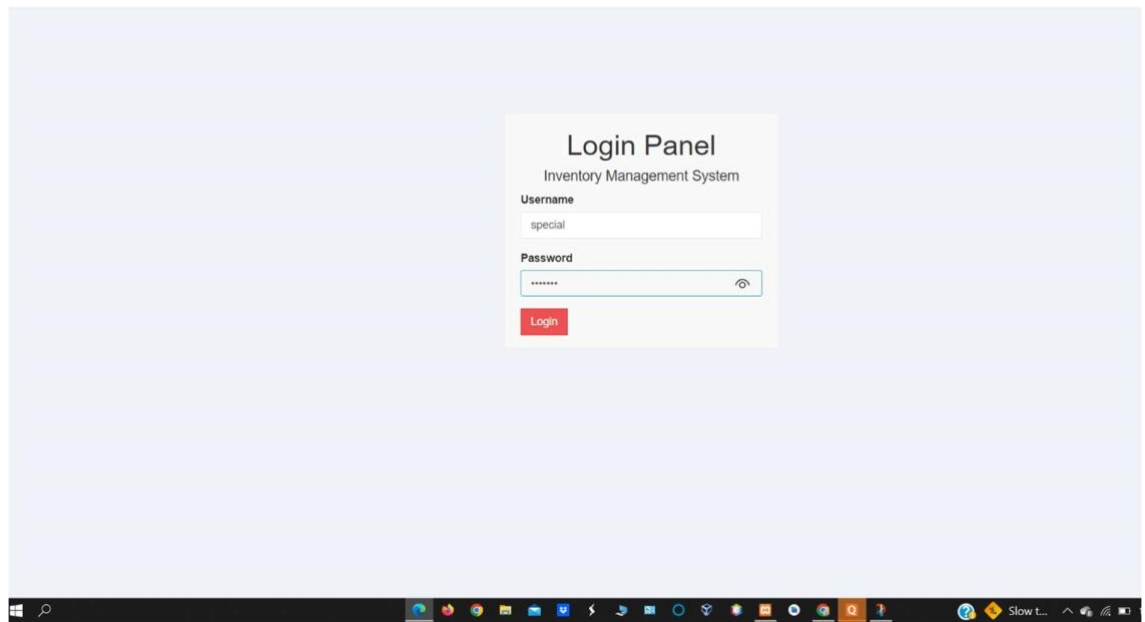 Login Panel
Inventory Management System
Username
special
Password
•••••••
Login
Slow t...